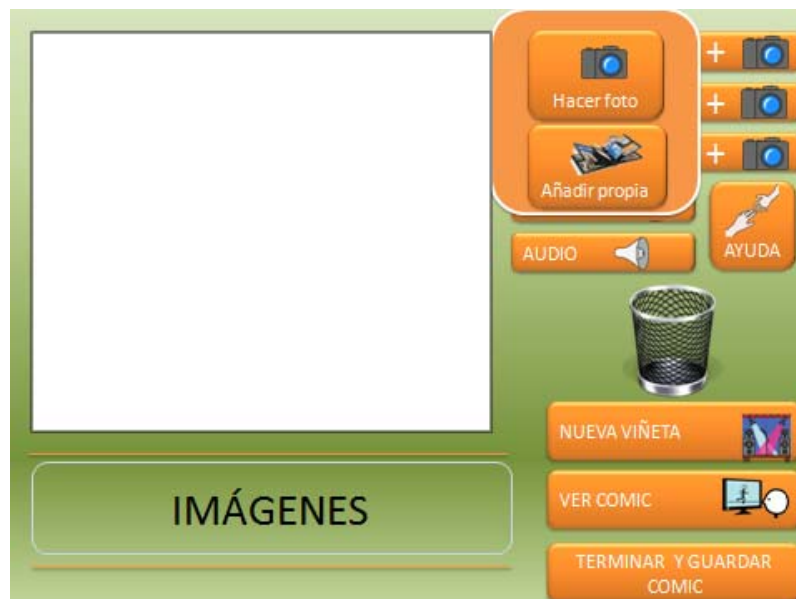 Hacer foto
+
+
+
Añadir propia
AYUDA
AUDIO
NUEVA VIÑETA
VER COMIC
IMÁGENES
TERMINAR Y GUARDAR
COMIC